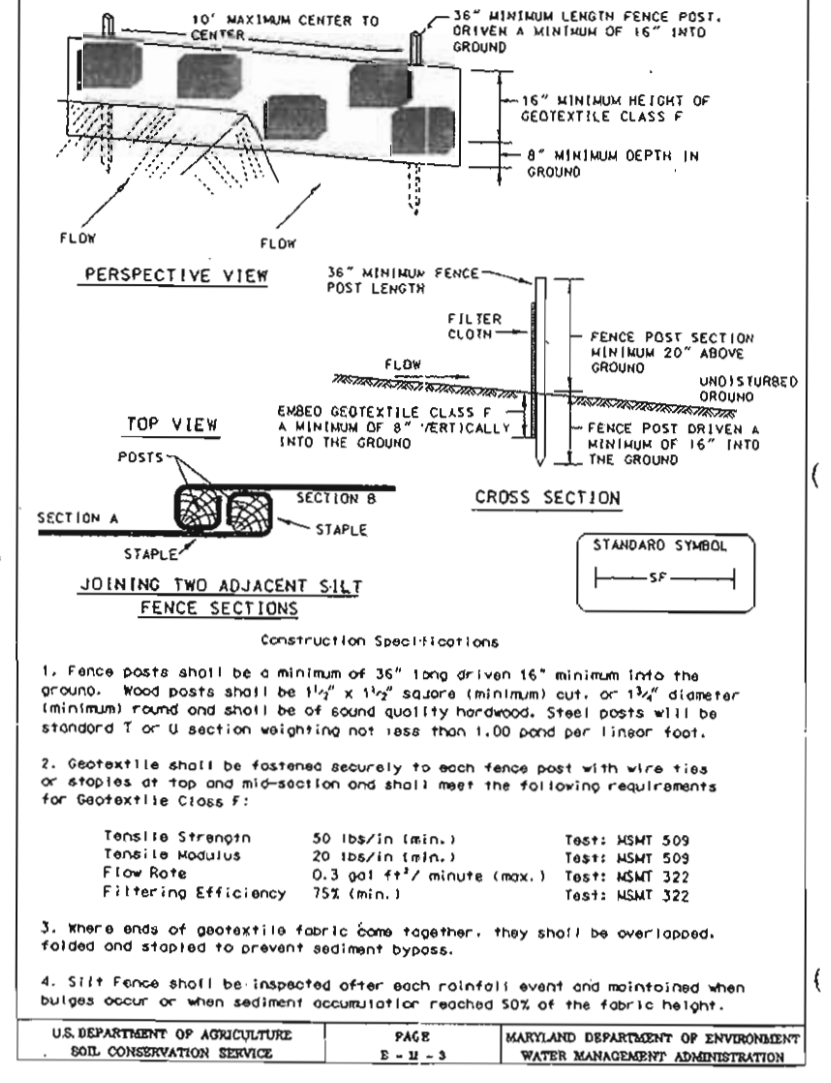 10' MAXIMUM CENTER TO
CENTER
36" MINIMUM LENGTH FENCE POST,
DRIVEN A MINIMUM OF 16" INTO
GROUND
16" MINIMUM HEIGHT OF
GEOTEXTILE CLASS F
8" MINIMUM DEPTH IN
GROUND
FLOW
FLOW
PERSPECTIVE VIEW
36" MINIMUM FENCE
POST LENGTH
FILTER
CLOTH
FENCE POST SECTION
MINIMUM 20" ABOVE
GROUND
FLOW
UNDISTURBED
GROUND
EMBED GEOTEXTILE CLASS F
A MINIMUM OF 8" VERTICALLY
INTO THE GROUND
FENCE POST DRIVEN A
MINIMUM OF 16" INTO
THE GROUND
CROSS SECTION
TOP VIEW
POSTS
SECTION B
SECTION A
STAPLE
STAPLE
JOINING TWO ADJACENT SILT
FENCE SECTIONS
STANDARD SYMBOL
SF
Construction Specifications
1. Fence posts shall be a minimum of 36" long driven 16" minimum into the
ground. Wood posts shall be 1½" x 1½" square (minimum) cut, or 1¾" diameter
(minimum) round and shall be of sound quality hardwood. Steel posts will be
standard T or U section weighting not less than 1.00 pond per linear foot.
2. Geotextile shall be fastened securely to each fence post with wire ties
or staples at top and mid-section and shall meet the following requirements
for Geotextile Class F:
Tensile Strength 50 lbs/in (min.) Test: MSMT 509
Tensile Modulus 20 lbs/in (min.) Test: MSMT 509
Flow Rote 0.3 gal ft²/ minute (max.) Test: MSMT 322
Filtering Efficiency 75% (min.) Test: MSMT 322
3. Where ends of geotextile fabric come together, they shall be overlapped,
folded and stapled to prevent sediment bypass.
4. Silt Fence shall be inspected after each rainfall event and maintained when
bulges occur or when sediment accumulation reached 50% of the fabric height.
U.S. DEPARTMENT OF AGRICULTURE
SOIL CONSERVATION SERVICE
PAGE
MARYLAND DEPARTMENT OF ENVIRONMENT
WATER MANAGEMENT ADMINISTRATION